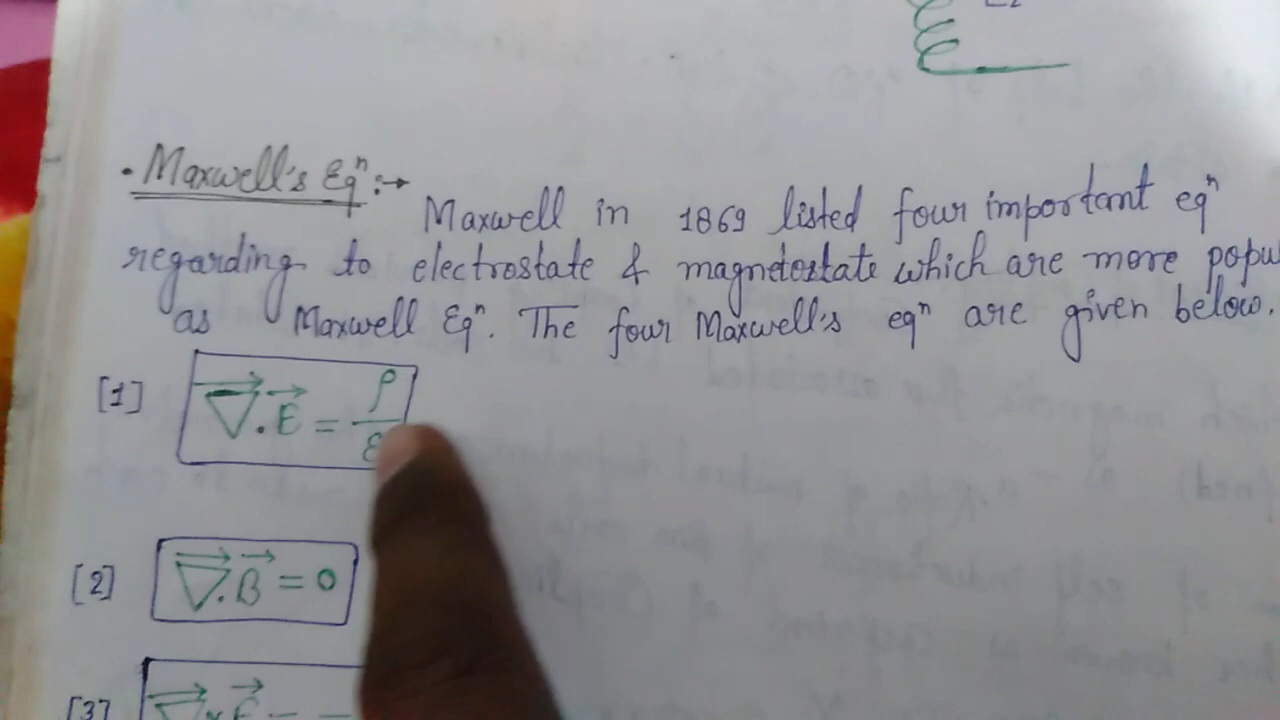 • Maxwell's Eqⁿ :→ Maxwell in 1869 listed four important eqⁿ
regarding to electrostate & magnetostate which are more popu
as Maxwell Eqⁿ. The four Maxwell's eqⁿ are given below.
[1] ∇⃗.E⃗ = ρ/ε
[2] ∇⃗.B⃗ = 0
[3] ∇⃗×E⃗ =